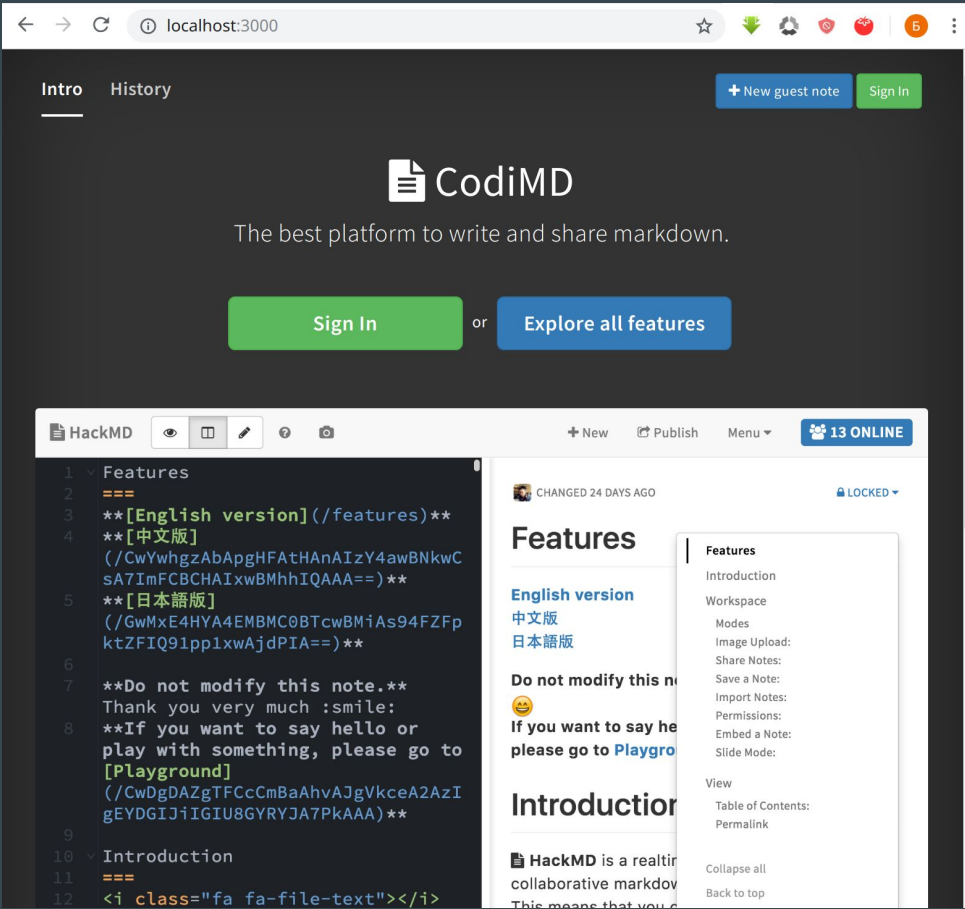 localhost:3000
Б
Intro History
New guest note Sign In
CodiMD
The best platform to write and share markdown.
Sign In or Explore all features
HackMD
New Publish Menu 13 ONLINE
1 Features
2 ===
3 **[English version](/features)**
4 **[中文版]
(/CwYwhgzAbApgHFAtHAnAIzY4awBNkwC
sA7ImFCBCHAIxwBMhhIQAAA==)**
5 **[日本語版]
(/GwMxE4HYA4EMBMC0BTcwBMiAs94FZFp
ktZFIQ91pp1xwAjdPIA==)**
6
7 **Do not modify this note.**
Thank you very much :smile:
8 **If you want to say hello or
play with something, please go to
[Playground]
(/CwDgDAZgTFCcCmBaAhvAJgVkceA2AzI
gEYDGIJiIGIU8GYRYJA7PkAAA)**
9
10 Introduction
11 ===
12 <i class="fa fa-file-text"></i>
CHANGED 24 DAYS AGO LOCKED
Features
English version
中文版
日本語版
Do not modify this
If you want to say
please go to
Introduction
HackMD is a
collaborative
This means that you
Features
Introduction
Workspace
Modes
Image Upload:
Share Notes:
Save a Note:
Import Notes:
Permissions:
Embed a Note:
Slide Mode:
View
Table of Contents:
Permalink
Collapse all
Back to top